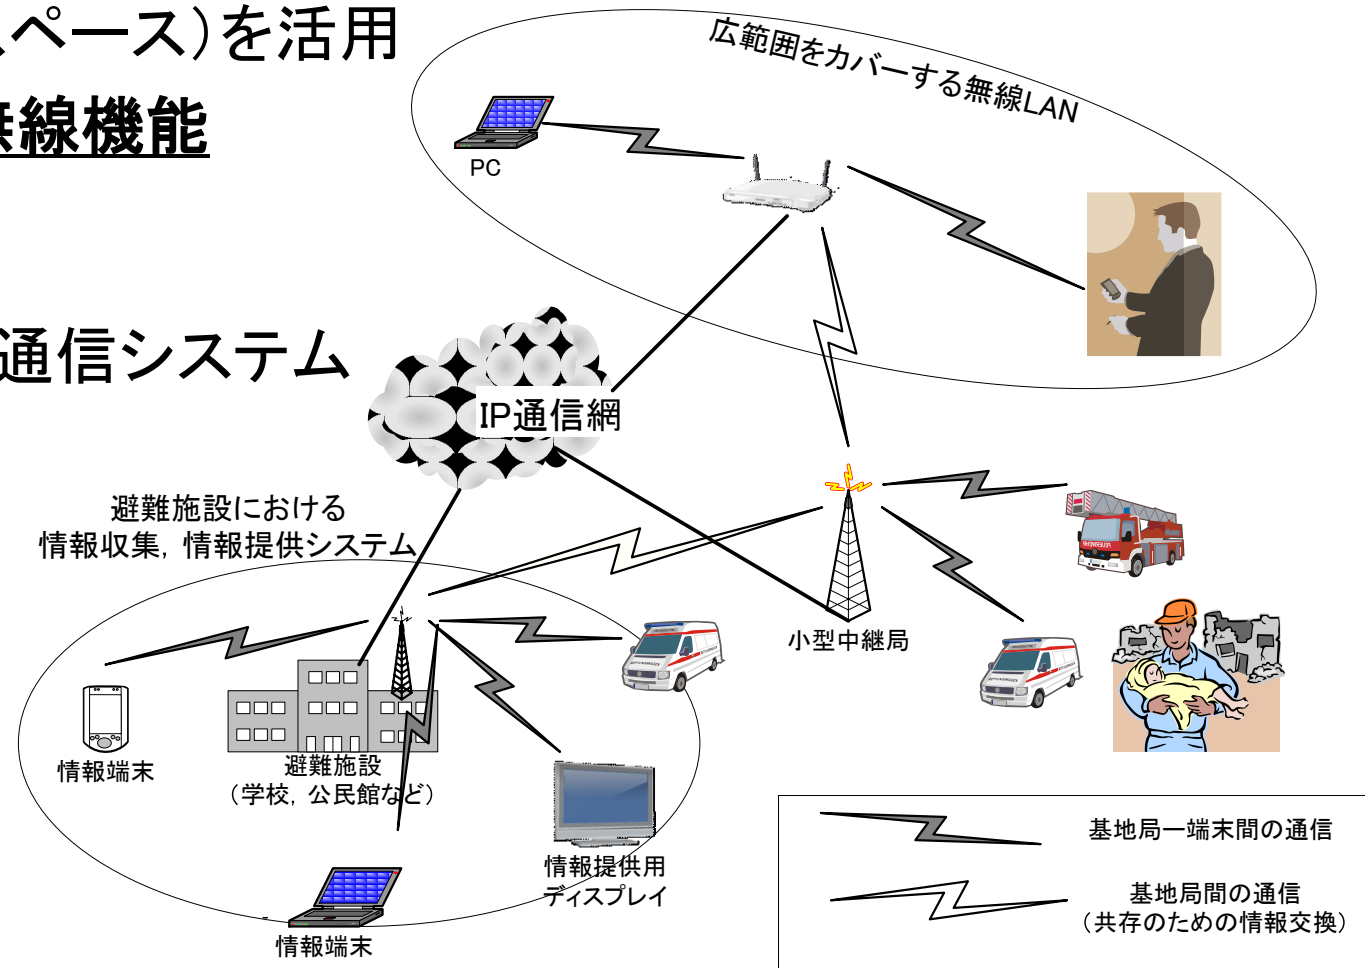 ペース）を活用
線機能
通信システム
広範囲をカバーする無線LAN
PC
IP通信網
避難施設における
情報収集，情報提供システム
小型中継局
情報端末
避難施設
（学校，公民館など）
情報提供用
ディスプレイ
情報端末
基地局ー端末間の通信
基地局間の通信
（共存のための情報交換）